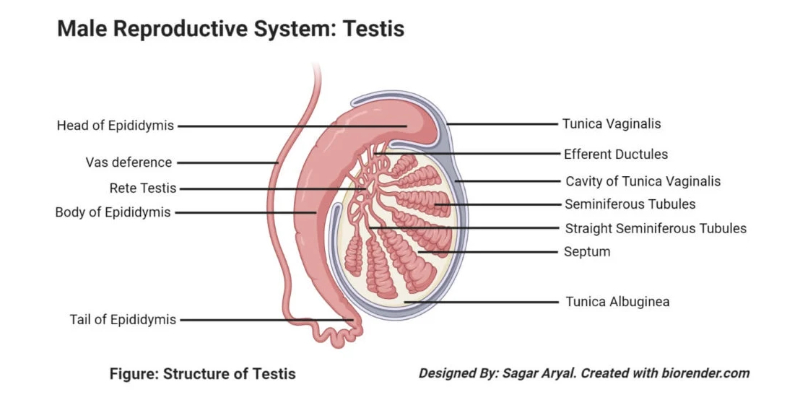 Male Reproductive System: Testis
Head of Epididymis
Vas deference
Rete Testis
Body of Epididymis
Tail of Epididymis
Tunica Vaginalis
Efferent Ductules
Cavity of Tunica Vaginalis
Seminiferous Tubules
Straight Seminiferous Tubules
Septum
Tunica Albuginea
Figure: Structure of Testis
Designed By: Sagar Aryal. Created with biorender.com